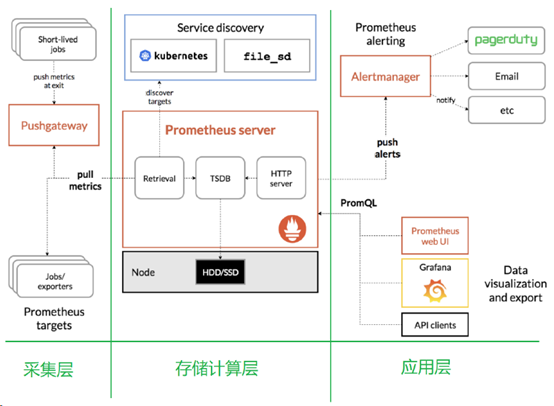 Short-lived
jobs
push metrics
at exit
Pushgateway
pull
metrics
Jobs/
exporters
Prometheus
targets
Service discovery
kubernetes
file_sd
discover
targets
Prometheus server
Retrieval
TSDB
HTTP
server
Node
HDD/SSD
Prometheus
alerting
Alertmanager
pagerduty
Email
notify
etc
push
alerts
PromQL
Prometheus
web UI
Grafana
API clients
Data
visualization
and export
采集层
存储计算层
应用层